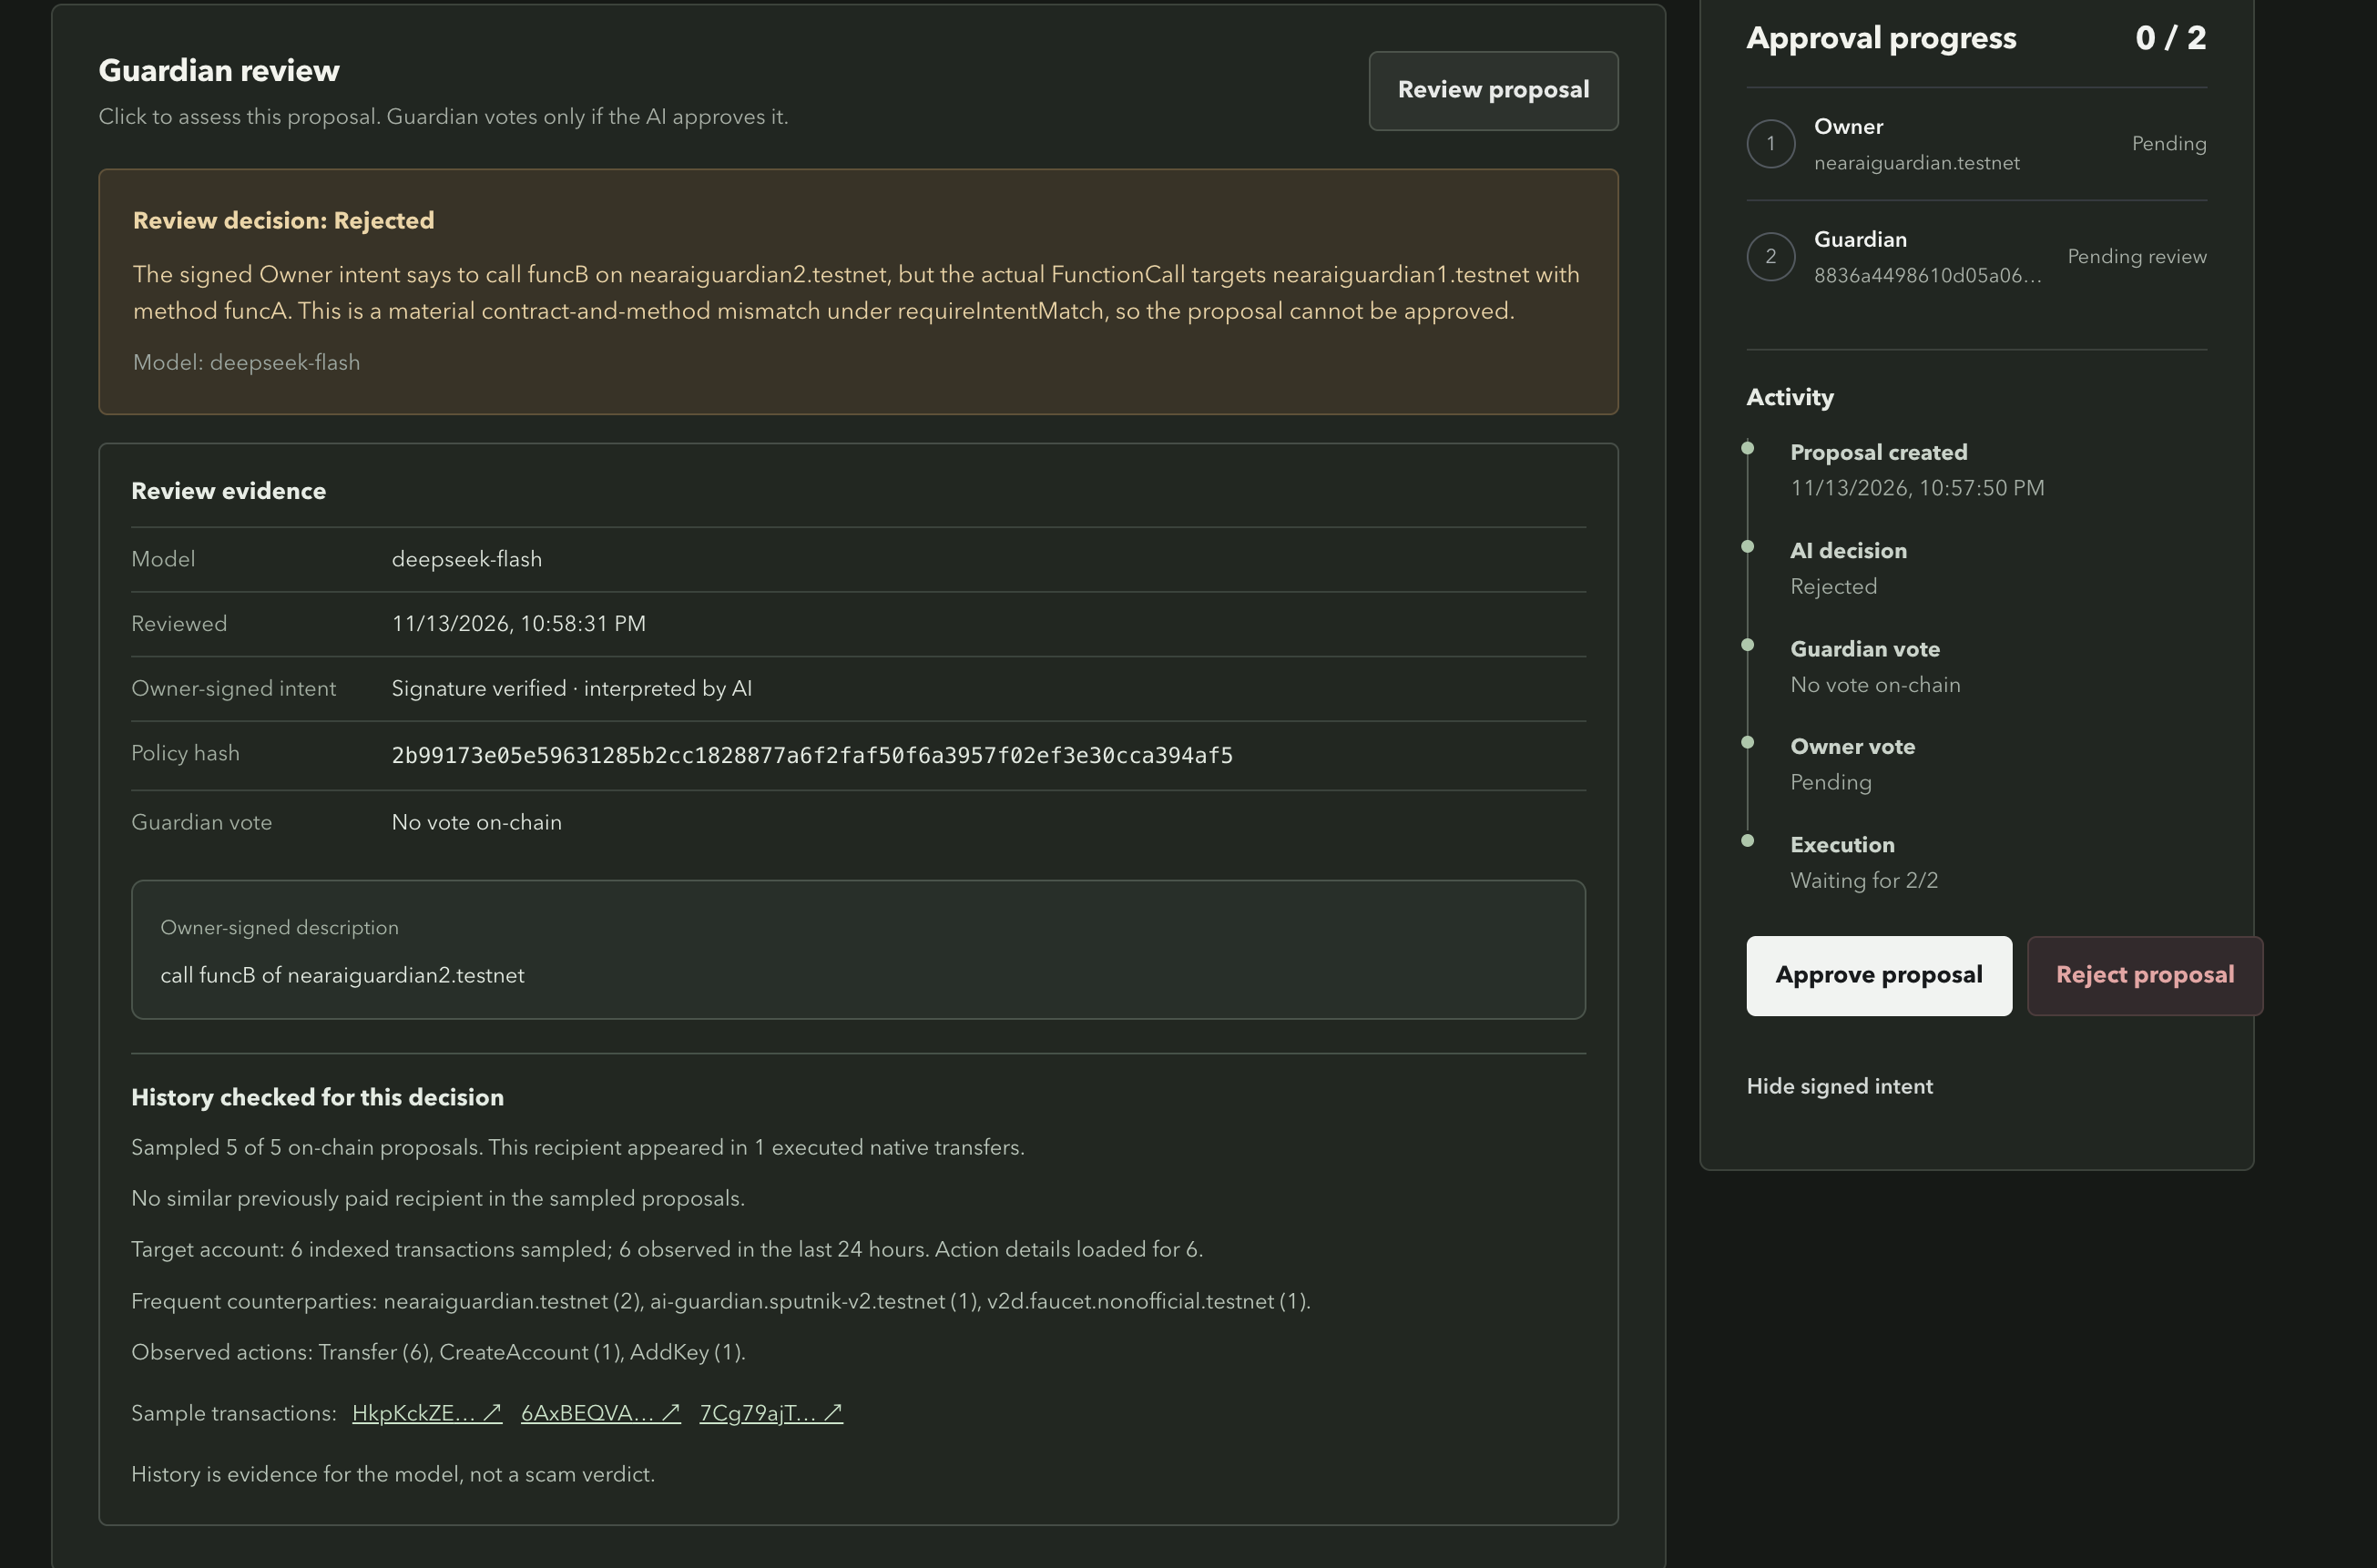 Guardian review
Click to assess this proposal. Guardian votes only if the AI approves it.
Review proposal
Review decision: Rejected
The signed Owner intent says to call funcB on nearaiguardian2.testnet, but the actual FunctionCall targets nearaiguardian1.testnet with
method funcA. This is a material contract-and-method mismatch under requireIntentMatch, so the proposal cannot be approved.
Model: deepseek-flash
Review evidence
Model deepseek-flash
Reviewed 11/13/2026, 10:58:31 PM
Owner-signed intent Signature verified · interpreted by AI
Policy hash 2b99173e05e59631285b2cc1828877a6f2faf50f6a3957f02ef3e30cca394af5
Guardian vote No vote on-chain
Owner-signed description
call funcB of nearaiguardian2.testnet
History checked for this decision
Sampled 5 of 5 on-chain proposals. This recipient appeared in 1 executed native transfers.
No similar previously paid recipient in the sampled proposals.
Target account: 6 indexed transactions sampled; 6 observed in the last 24 hours. Action details loaded for 6.
Frequent counterparties: nearaiguardian.testnet (2), ai-guardian.sputnik-v2.testnet (1), v2d.faucet.nonofficial.testnet (1).
Observed actions: Transfer (6), CreateAccount (1), AddKey (1).
Sample transactions: HkpKckZE... ↗ 6AxBEQVA... ↗ 7Cg79ajT... ↗
History is evidence for the model, not a scam verdict.
Approval progress 0 / 2
1 Owner
nearaiguardian.testnet
Pending
2 Guardian
8836a4498610d05a06...
Pending review
Activity
Proposal created
11/13/2026, 10:57:50 PM
AI decision
Rejected
Guardian vote
No vote on-chain
Owner vote
Pending
Execution
Waiting for 2/2
Approve proposal
Reject proposal
Hide signed intent